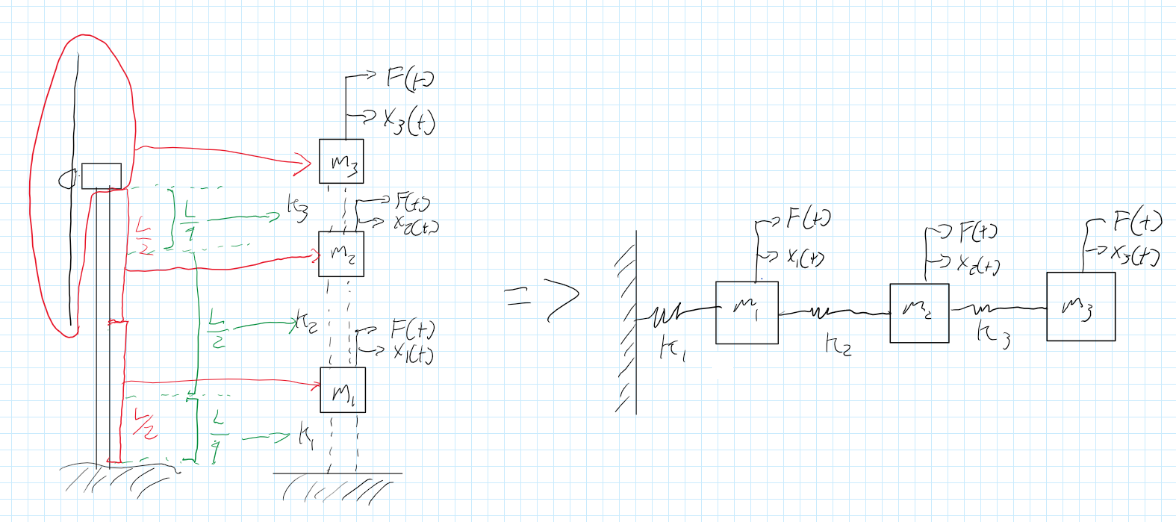 F(t)
x3(t)
m3
L/2
L/4
k3
F(t)
x2(t)
m2
L/2
k2
F(t)
x1(t)
m1
L/2
L/4
k1
=>
F(t)
x1(t)
m1
k1
k2
F(t)
x2(t)
m2
k3
F(t)
x3(t)
m3